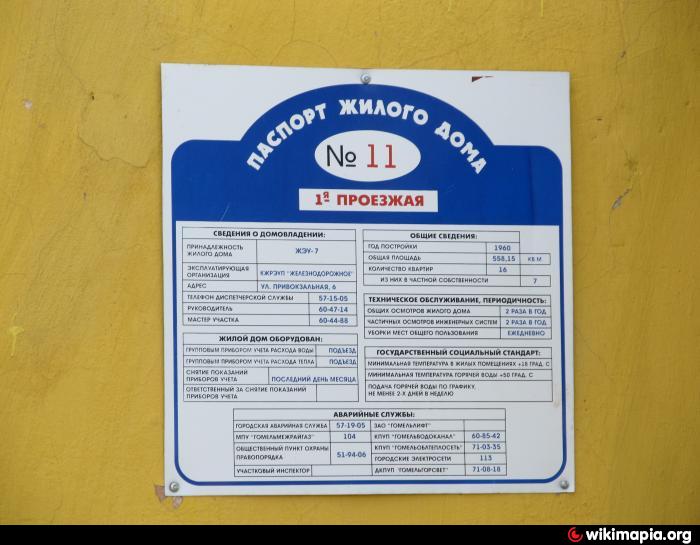 ПАСПОРТ ЖИЛОГО ДОМА
№ 11
1я ПРОЕЗЖАЯ
СВЕДЕНИЯ О ДОМОВЛАДЕНИИ:
ПРИНАДЛЕЖНОСТЬ ЖИЛОГО ДОМА ЖЭУ-7
ЭКСПЛУАТИРУЮЩАЯ ОРГАНИЗАЦИЯ КЖРЭУП "ЖЕЛЕЗНОДОРОЖНОЕ"
АДРЕС УЛ. ПРИВОКЗАЛЬНАЯ, 6
ТЕЛЕФОН ДИСПЕТЧЕРСКОЙ СЛУЖБЫ 57-15-05
РУКОВОДИТЕЛЬ 60-47-14
МАСТЕР УЧАСТКА 60-44-88
ЖИЛОЙ ДОМ ОБОРУДОВАН:
ГРУППОВЫМ ПРИБОРОМ УЧЕТА РАСХОДА ВОДЫ ПОДЪЕЗД
ГРУППОВЫМ ПРИБОРОМ УЧЕТА РАСХОДА ТЕПЛА ПОДЪЕЗД
СНЯТИЕ ПОКАЗАНИЙ ПРИБОРОВ УЧЕТА ПОСЛЕДНИЙ ДЕНЬ МЕСЯЦА
ОТВЕТСТВЕННЫЙ ЗА СНЯТИЕ ПОКАЗАНИЙ ПРИБОРОВ УЧЕТА
ОБЩИЕ СВЕДЕНИЯ:
ГОД ПОСТРОЙКИ 1960
ОБЩАЯ ПЛОЩАДЬ 558,15 КВ.М.
КОЛИЧЕСТВО КВАРТИР 16
ИЗ НИХ В ЧАСТНОЙ СОБСТВЕННОСТИ 7
ТЕХНИЧЕСКОЕ ОБСЛУЖИВАНИЕ, ПЕРИОДИЧНОСТЬ:
ОБЩИХ ОСМОТРОВ ЖИЛОГО ДОМА 2 РАЗА В ГОД
ЧАСТИЧНЫХ ОСМОТРОВ ИНЖЕНЕРНЫХ СИСТЕМ 2 РАЗА В ГОД
УБОРКИ МЕСТ ОБЩЕГО ПОЛЬЗОВАНИЯ ЕЖЕДНЕВНО
ГОСУДАРСТВЕННЫЙ СОЦИАЛЬНЫЙ СТАНДАРТ:
МИНИМАЛЬНАЯ ТЕМПЕРАТУРА В ЖИЛЫХ ПОМЕЩЕНИЯХ +18 ГРАД. С
МИНИМАЛЬНАЯ ТЕМПЕРАТУРА ГОРЯЧЕЙ ВОДЫ +50 ГРАД. С
ПОДАЧА ГОРЯЧЕЙ ВОДЫ ПО ГРАФИКУ,
НЕ МЕНЕЕ 2-Х ДНЕЙ В НЕДЕЛЮ
АВАРИЙНЫЕ СЛУЖБЫ:
ГОРОДСКАЯ АВАРИЙНАЯ СЛУЖБА 57-19-05
МПУ "ГОМЕЛЬМЕЖРАЙГАЗ" 104
ОБЩЕСТВЕННЫЙ ПУНКТ ОХРАНЫ ПРАВОПОРЯДКА 51-94-06
УЧАСТКОВЫЙ ИНСПЕКТОР
ЗАО "ГОМЕЛЬЛИФТ"
КПУП "ГОМЕЛЬВОДОКАНАЛ" 60-85-42
КПУП "ГОМЕЛЬОБЛТЕПЛОСЕТЬ" 71-03-35
ГОРОДСКИЕ ЭЛЕКТРОСЕТИ 113
ДКПУП "ГОМЕЛЬГОРСВЕТ" 71-08-18
wikimapia.org